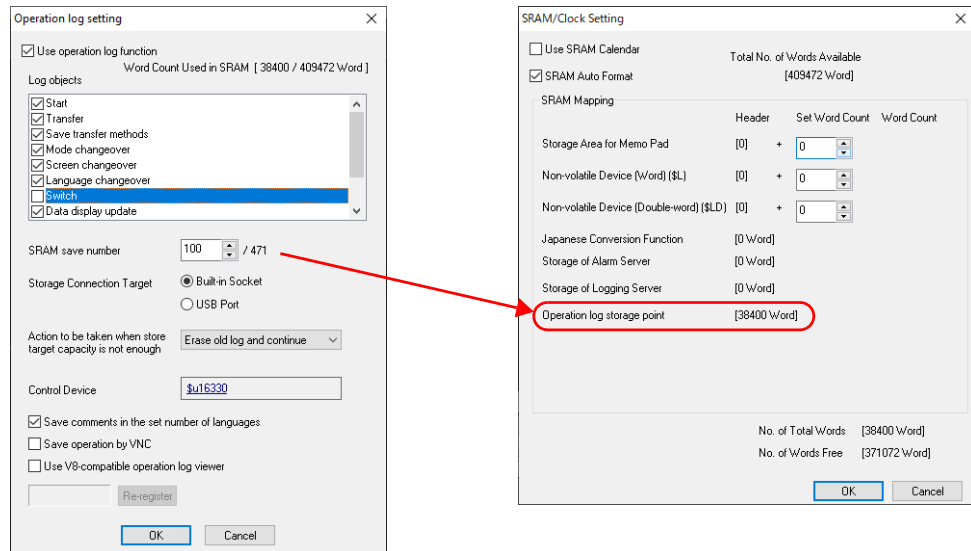 Operation log setting
Use operation log function
Word Count Used in SRAM [ 38400 / 409472 Word ]
Log objects
Start
Transfer
Save transfer methods
Mode changeover
Screen changeover
Language changeover
Switch
Data display update
SRAM save number 100 / 471
Storage Connection Target Built-in Socket
USB Port
Action to be taken when store
target capacity is not enough
Erase old log and continue
Control Device $u16330
Save comments in the set number of languages
Save operation by VNC
Use V8-compatible operation log viewer
Re-register
OK Cancel
SRAM/Clock Setting
Use SRAM Calendar
Total No. of Words Available
SRAM Auto Format [409472 Word]
SRAM Mapping
Header Set Word Count Word Count
Storage Area for Memo Pad [0] + 0
Non-volatile Device (Word) ($L) [0] + 0
Non-volatile Device (Double-word) ($LD) [0] + 0
Japanese Conversion Function [0 Word]
Storage of Alarm Server [0 Word]
Storage of Logging Server [0 Word]
Operation log storage point [38400 Word]
No. of Total Words [38400 Word]
No. of Words Free [371072 Word]
OK Cancel